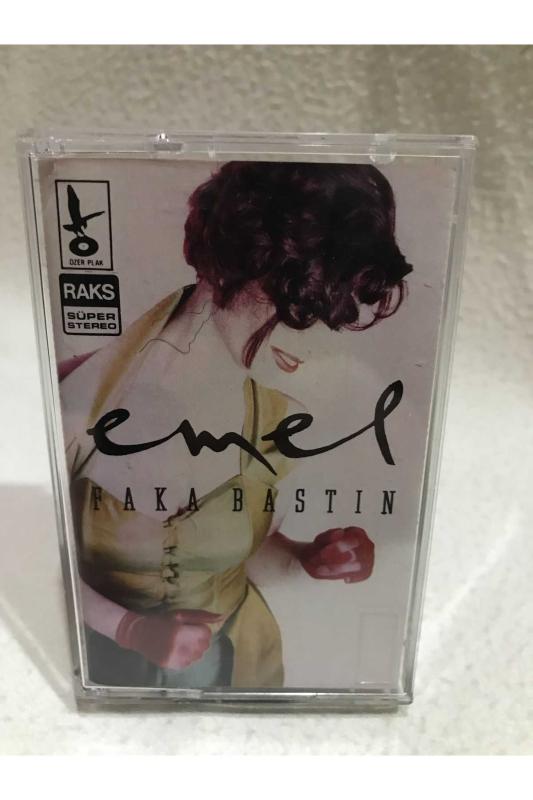 ÖZER PLAK
RAKS
SÜPER
STEREO
emel
FAKA BASTIN